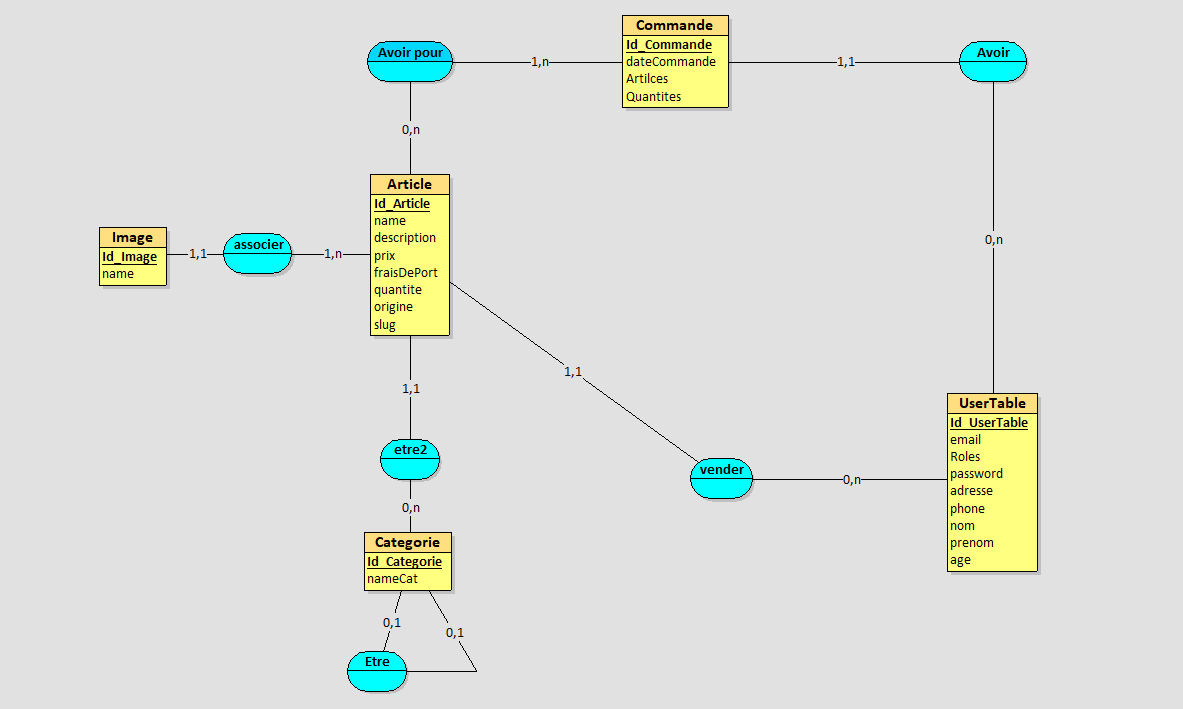 Commande
Id_Commande
dateCommande
Artilces
Quantites
Avoir pour
1,n
1,1
Avoir
0,n
Article
Id_Article
name
description
prix
fraisDePort
quantite
origine
slug
Image
Id_Image
name
1,1
associer
1,n
0,n
1,1
1,1
etre2
vender
0,n
UserTable
Id_UserTable
email
Roles
password
adresse
phone
nom
prenom
age
0,n
Categorie
Id_Categorie
nameCat
0,1
0,1
Etre